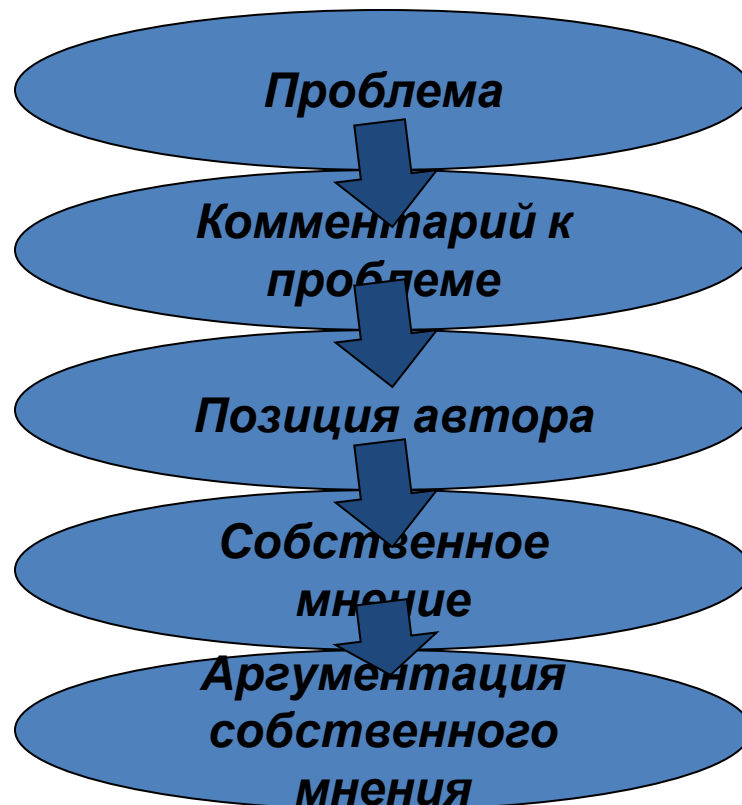 Проблема
Комментарий к
проблеме
Позиция автора
Собственное
мнение
Аргументация
собственного
мнения